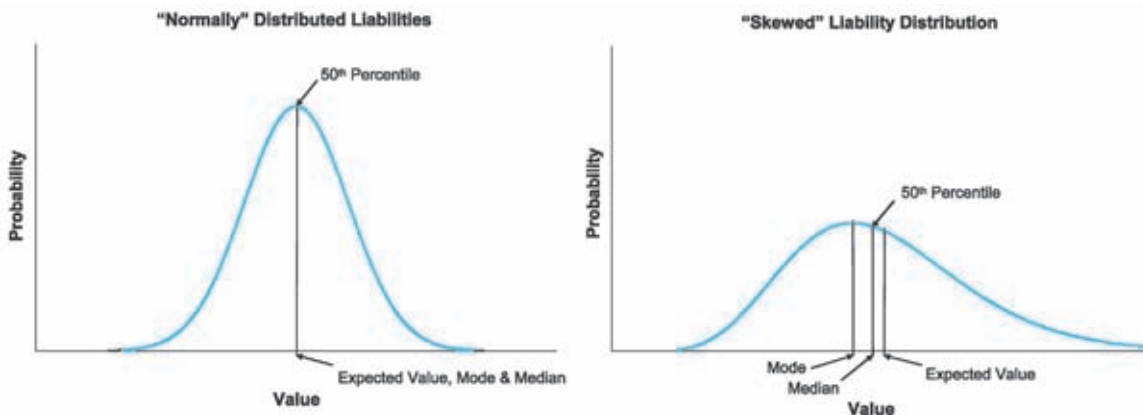 "Normally" Distributed Liabilities
50th Percentile
Probability
Expected Value, Mode & Median
Value
"Skewed" Liability Distribution
50th Percentile
Probability
Mode
Median
Expected Value
Value